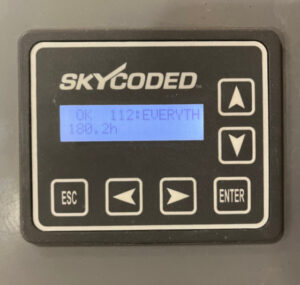 SKYCODED
OK 112:EVERYTH
180.2h
ESC
ENTER